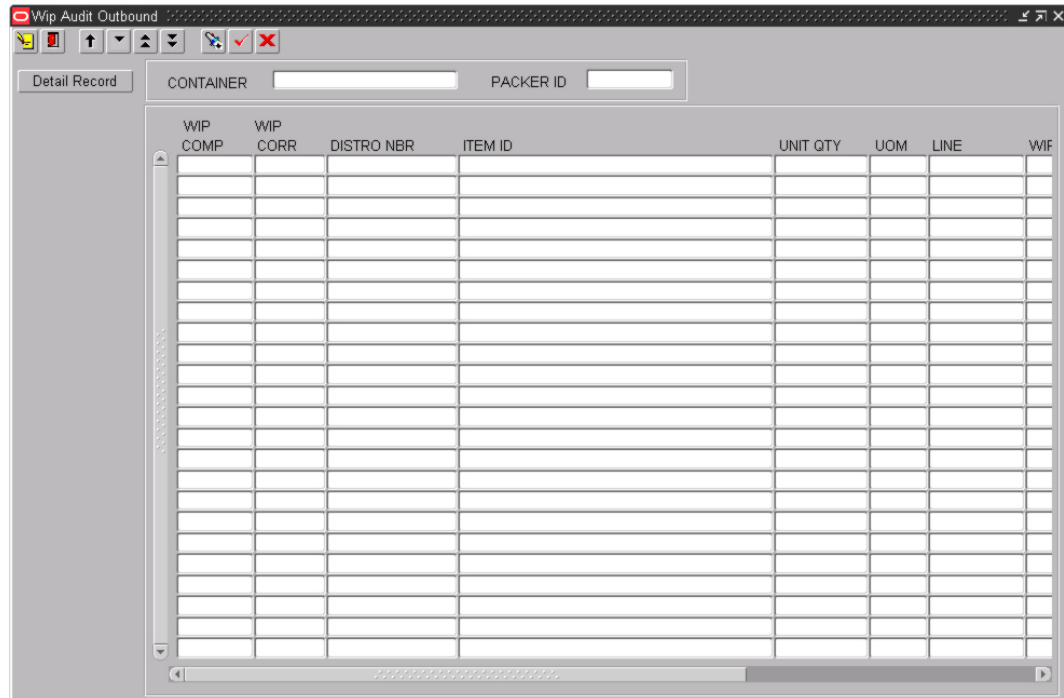 Wip Audit Outbound
Detail Record
CONTAINER PACKER ID
WIP WIP
COMP CORR DISTRO NBR ITEM ID UNIT QTY UOM LINE WIP